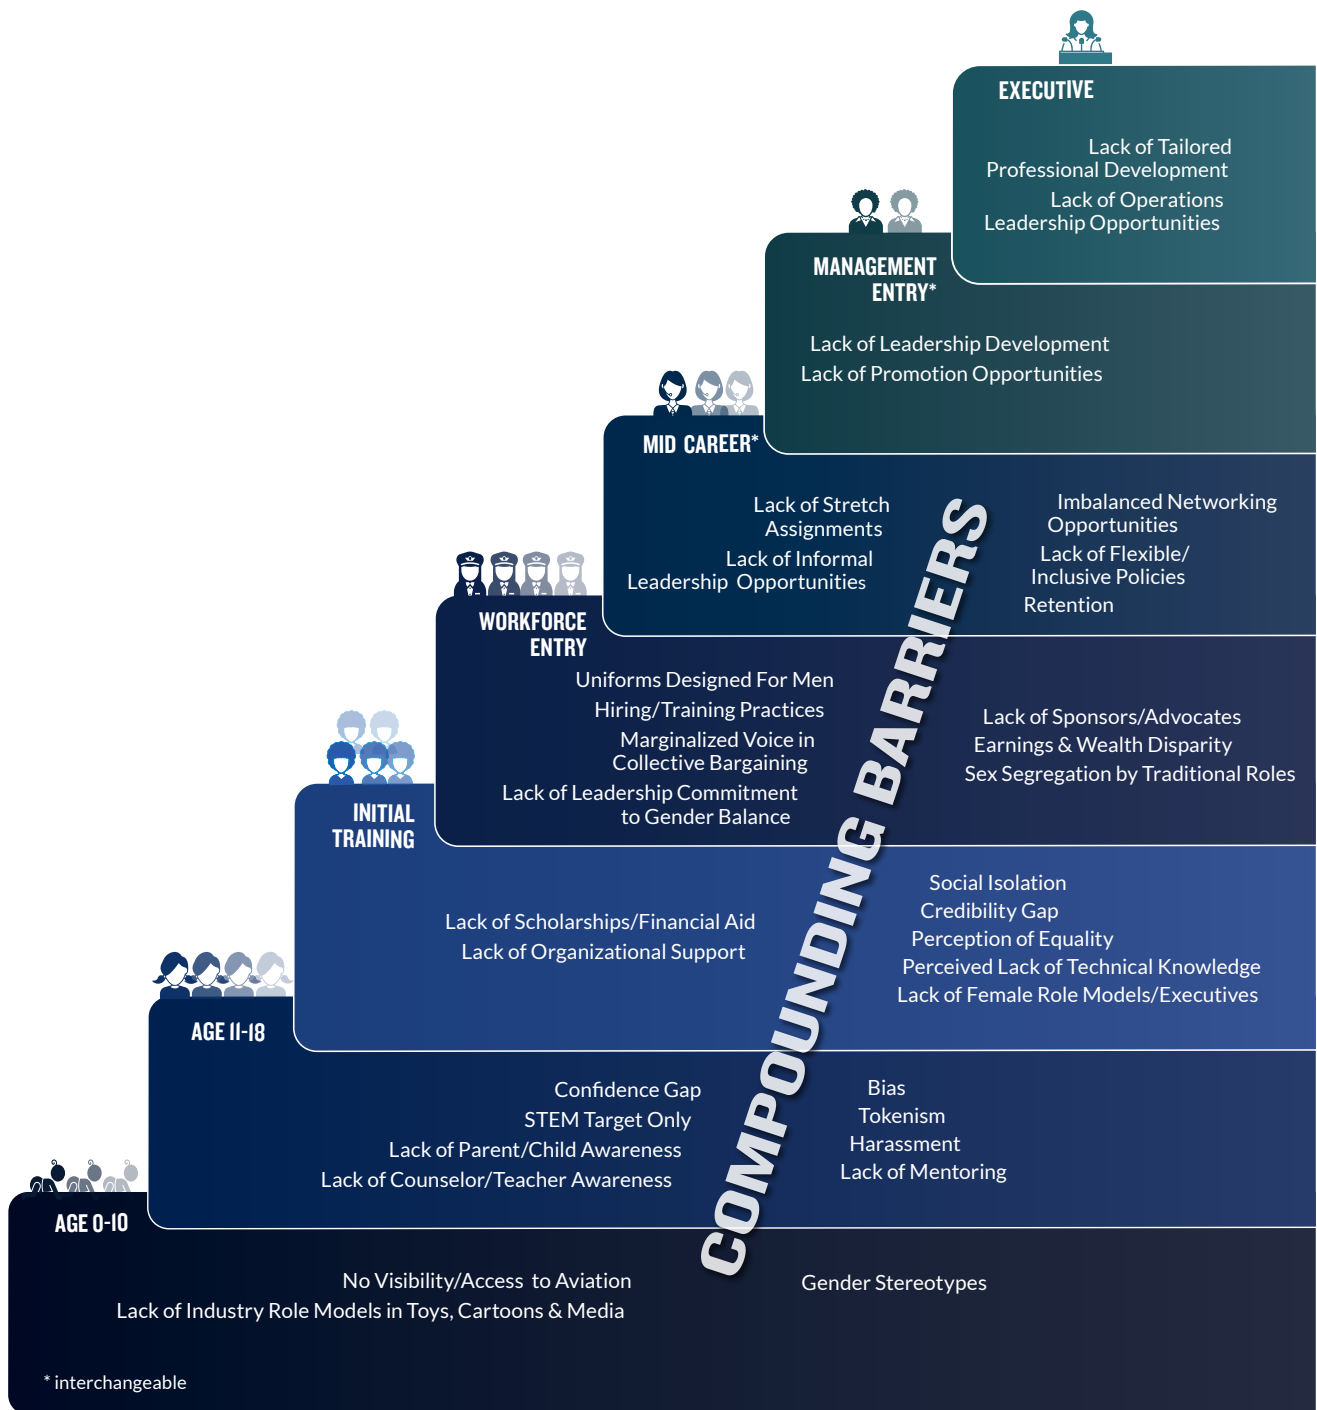 EXECUTIVE
Lack of Tailored
Professional Development
Lack of Operations
Leadership Opportunities
MANAGEMENT
ENTRY*
Lack of Leadership Development
Lack of Promotion Opportunities
MID CAREER*
Lack of Stretch
Assignments
Lack of Informal
Leadership Opportunities
Imbalanced Networking
Opportunities
Lack of Flexible/
Inclusive Policies
Retention
WORKFORCE
ENTRY
Uniforms Designed For Men
Hiring/Training Practices
Marginalized Voice in
Collective Bargaining
Lack of Leadership Commitment
to Gender Balance
Lack of Sponsors/Advocates
Earnings & Wealth Disparity
Sex Segregation by Traditional Roles
INITIAL
TRAINING
Lack of Scholarships/Financial Aid
Lack of Organizational Support
Social Isolation
Credibility Gap
Perception of Equality
Perceived Lack of Technical Knowledge
Lack of Female Role Models/Executives
AGE 11-18
Confidence Gap
STEM Target Only
Lack of Parent/Child Awareness
Lack of Counselor/Teacher Awareness
Bias
Tokenism
Harassment
Lack of Mentoring
AGE 0-10
No Visibility/Access to Aviation
Lack of Industry Role Models in Toys, Cartoons & Media
Gender Stereotypes
COMPOUNDING BARRIERS
* interchangeable